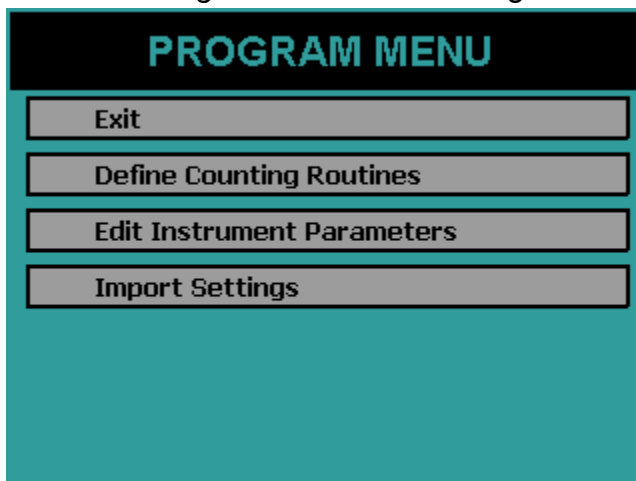 PROGRAM MENU
Exit
Define Counting Routines
Edit Instrument Parameters
Import Settings